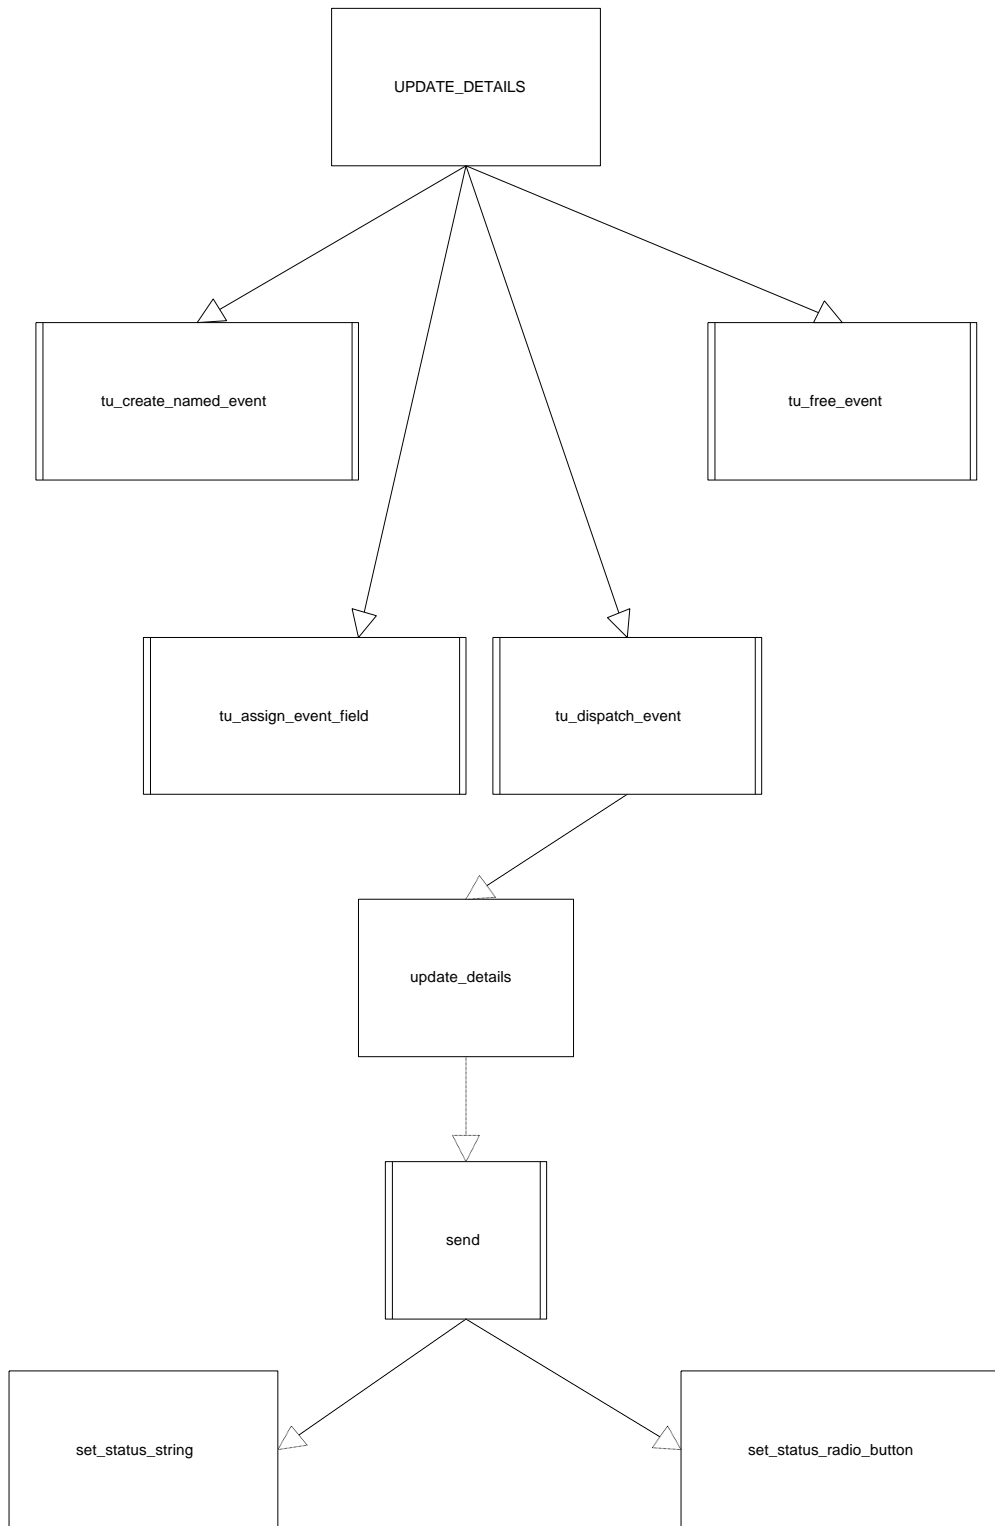 UPDATE_DETAILS
tu_create_named_event
tu_free_event
tu_assign_event_field
tu_dispatch_event
update_details
send
set_status_string
set_status_radio_button